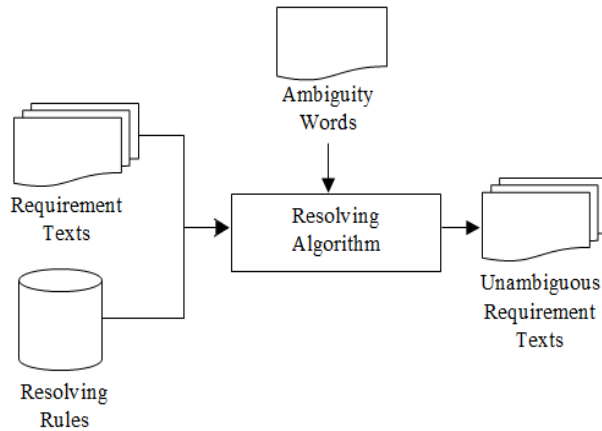 Ambiguity
Words
Requirement
Texts
Resolving
Algorithm
Unambiguous
Requirement
Texts
Resolving
Rules